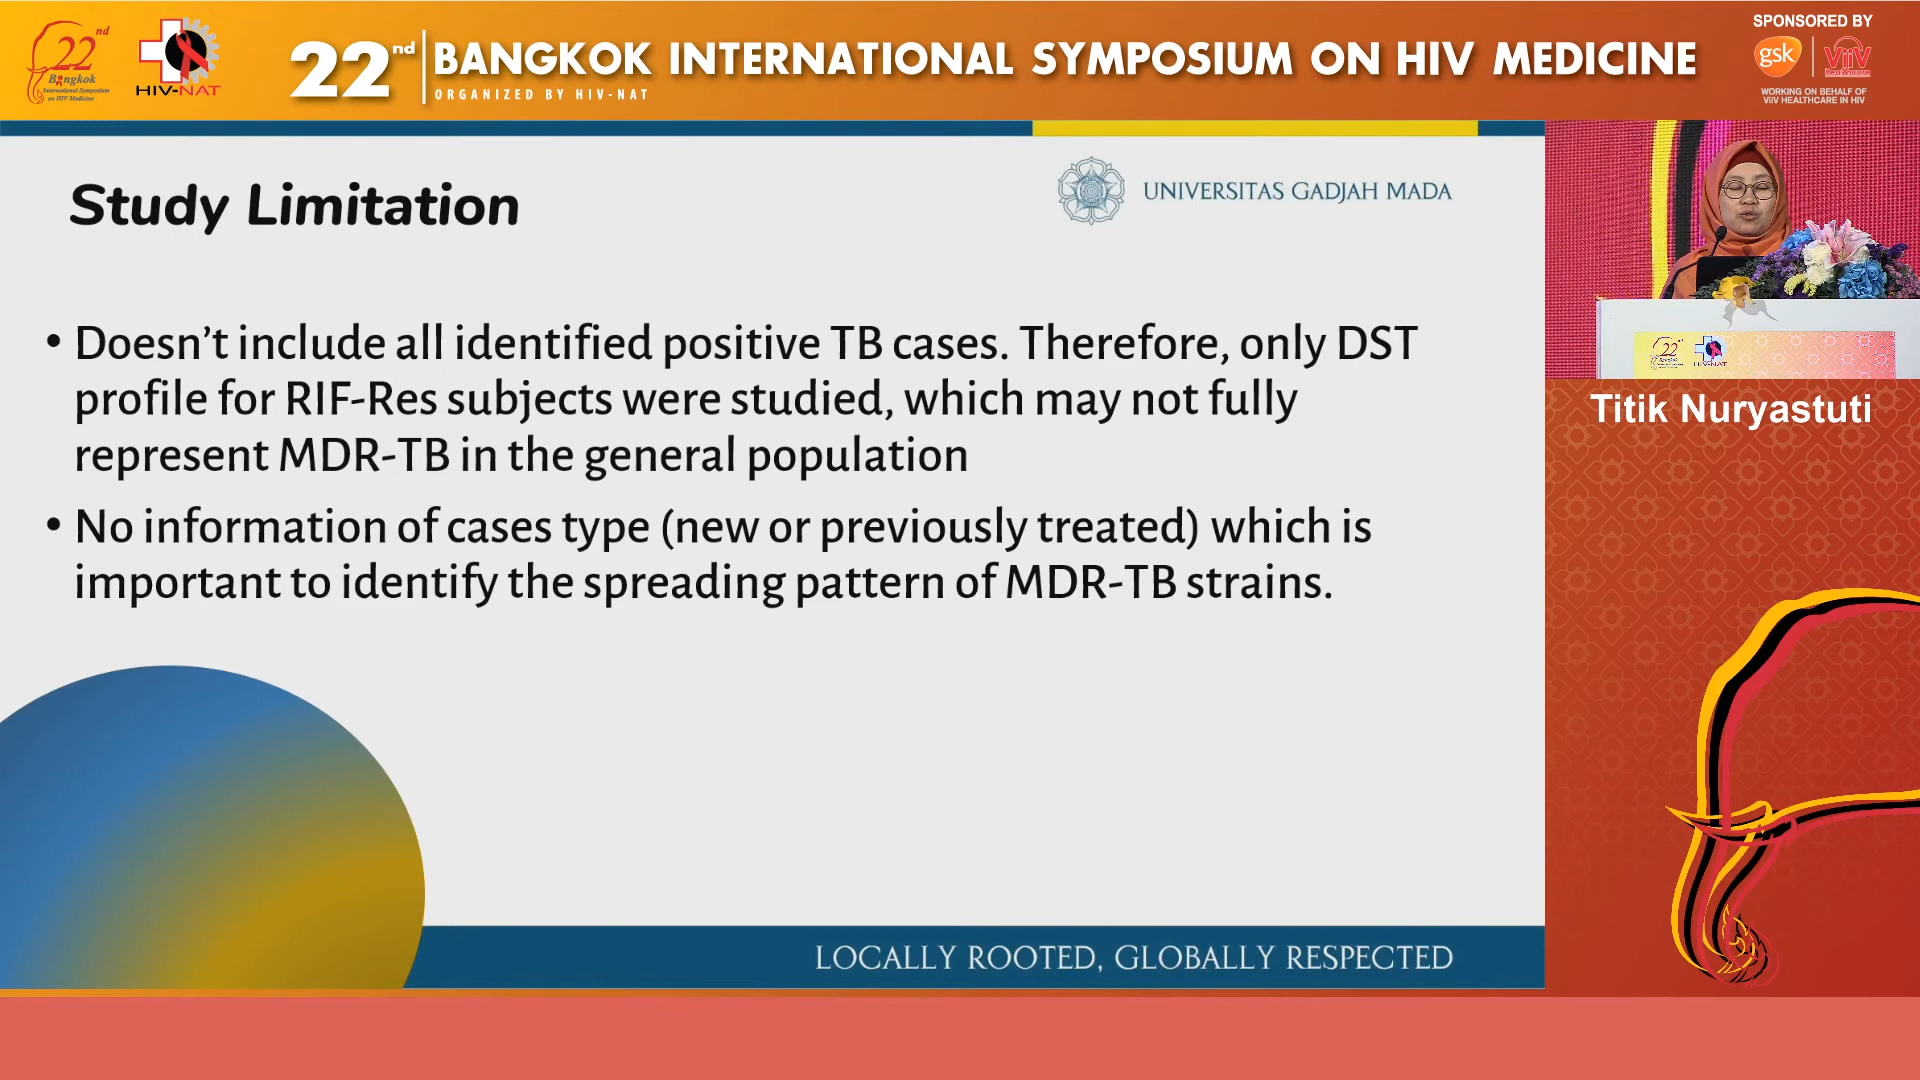 22nd
Bangkok
International Symposium
on HIV Medicine
HIV-NAT
22nd BANGKOK INTERNATIONAL SYMPOSIUM ON HIV MEDICINE
ORGANIZED BY HIV-NAT
SPONSORED BY
gsk
ViiV
Healthcare
WORKING ON BEHALF OF
ViiV HEALTHCARE IN HIV
Study Limitation
UNIVERSITAS GADJAH MADA
• Doesn't include all identified positive TB cases. Therefore, only DST
profile for RIF-Res subjects were studied, which may not fully
represent MDR-TB in the general population
• No information of cases type (new or previously treated) which is
important to identify the spreading pattern of MDR-TB strains.
LOCALLY ROOTED, GLOBALLY RESPECTED
22nd
HIV-NAT
Titik Nuryastuti